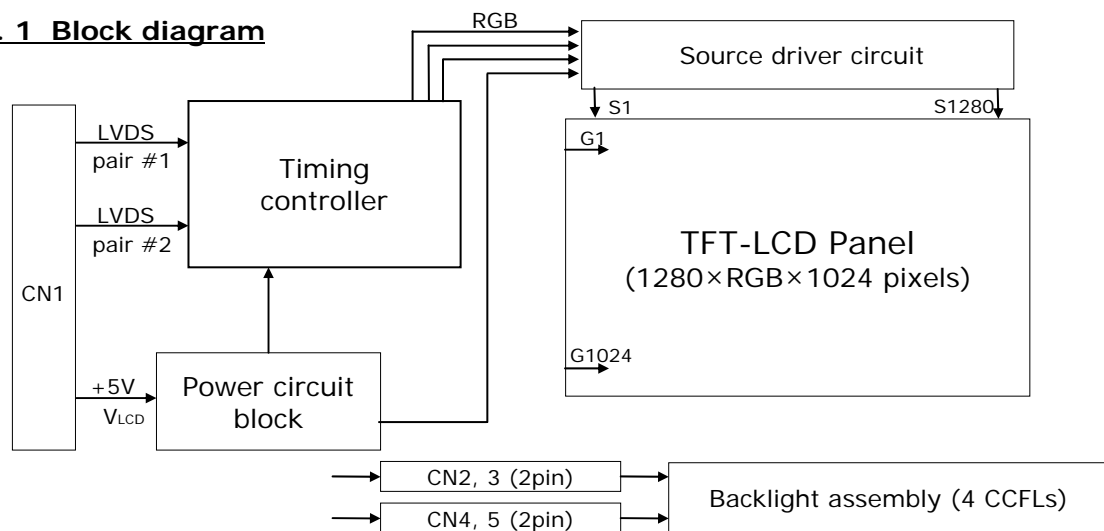 . 1 Block diagram
RGB
Source driver circuit
S1
S1280
CN1
LVDS
pair #1
LVDS
pair #2
Timing
controller
G1
TFT-LCD Panel
(1280×RGB×1024 pixels)
G1024
+5V
VLCD
Power circuit
block
CN2, 3 (2pin)
CN4, 5 (2pin)
Backlight assembly (4 CCFLs)